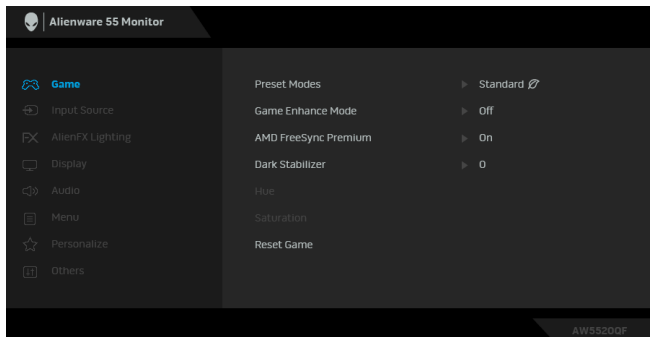 Alienware 55 Monitor
Game
Preset Modes Standard
Input Source
Game Enhance Mode Off
AlienFX Lighting
AMD FreeSync Premium On
Display
Dark Stabilizer 0
Audio
Hue
Menu
Saturation
Personalize
Reset Game
Others
AW5520QF